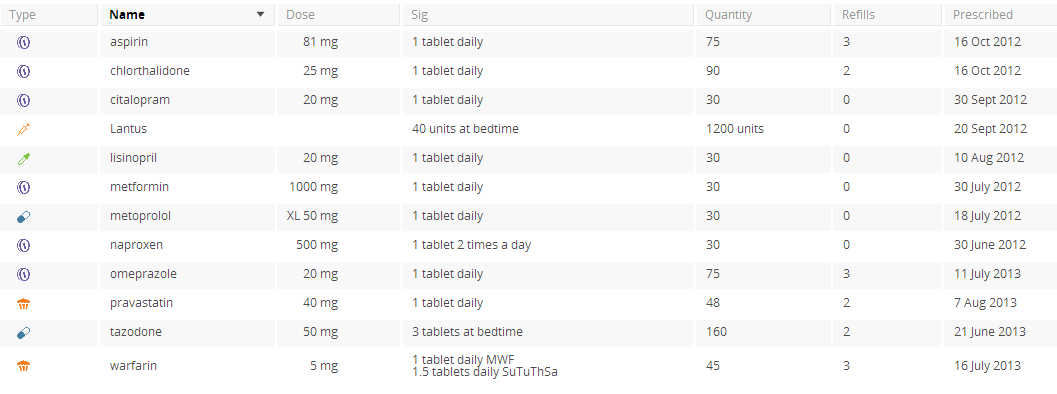 Type Name Dose Sig Quantity Refills Prescribed
aspirin 81 mg 1 tablet daily 75 3 16 Oct 2012
chlorthalidone 25 mg 1 tablet daily 90 2 16 Oct 2012
citalopram 20 mg 1 tablet daily 30 0 30 Sept 2012
Lantus 40 units at bedtime 1200 units 0 20 Sept 2012
lisinopril 20 mg 1 tablet daily 30 0 10 Aug 2012
metformin 1000 mg 1 tablet daily 30 0 30 July 2012
metoprolol XL 50 mg 1 tablet daily 30 0 18 July 2012
naproxen 500 mg 1 tablet 2 times a day 30 0 30 June 2012
omeprazole 20 mg 1 tablet daily 75 3 11 July 2013
pravastatin 40 mg 1 tablet daily 48 2 7 Aug 2013
tazodone 50 mg 3 tablets at bedtime 160 2 21 June 2013
warfarin 5 mg 1 tablet daily MWF 45 3 16 July 2013
1.5 tablets daily SuTuThSa